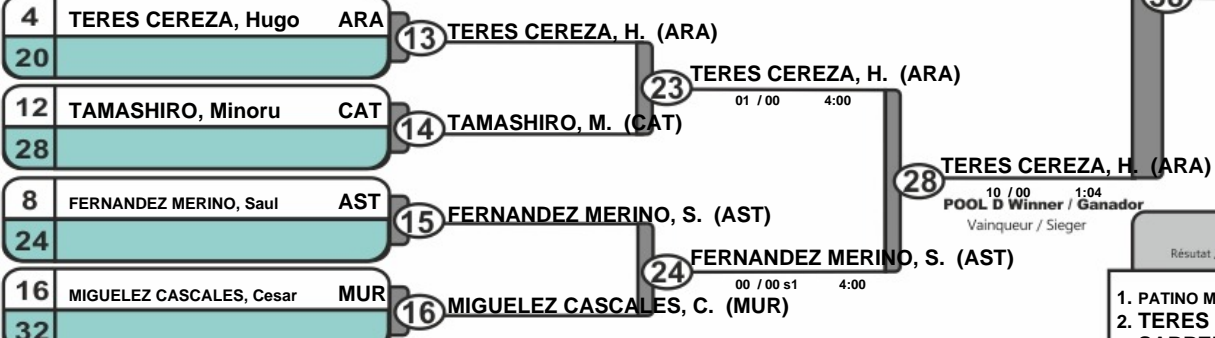 4 TERES CEREZA, Hugo ARA
20
13 TERES CEREZA, H. (ARA)
23 TERES CEREZA, H. (ARA)
01 / 00 4:00
12 TAMASHIRO, Minoru CAT
28
14 TAMASHIRO, M. (CAT)
28 TERES CEREZA, H. (ARA)
10 / 00 1:04
POOL D Winner / Ganador
Vainqueur / Sieger
8 FERNANDEZ MERINO, Saul AST
24
15 FERNANDEZ MERINO, S. (AST)
24 FERNANDEZ MERINO, S. (AST)
00 / 00 s1 4:00
16 MIGUELEZ CASCALES, Cesar MUR
32
16 MIGUELEZ CASCALES, C. (MUR)
Résutat
1. PATINO
2. TERES